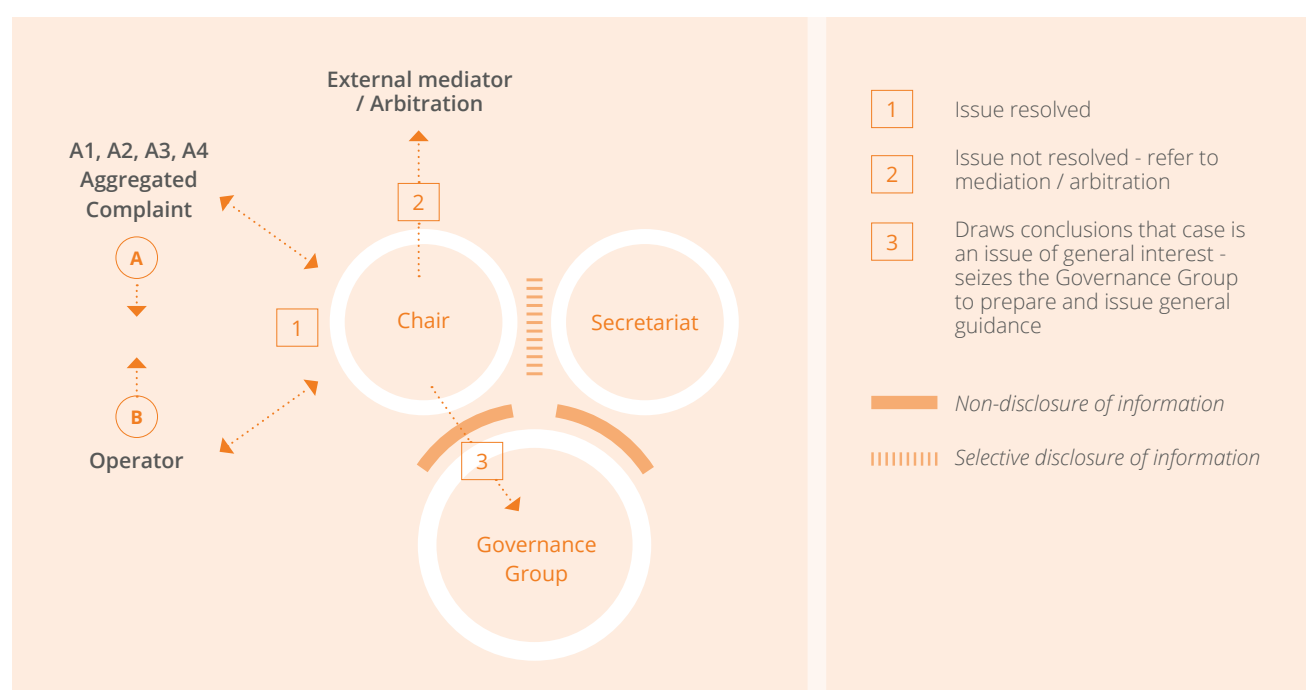 External mediator
/ Arbitration
A1, A2, A3, A4
Aggregated
Complaint
A
2
1
Chair
Secretariat
B
Operator
3
Governance
Group
1
Issue resolved
2
Issue not resolved - refer to
mediation / arbitration
3
Draws conclusions that case is
an issue of general interest -
seizes the Governance Group
to prepare and issue general
guidance
Non-disclosure of information
Selective disclosure of information